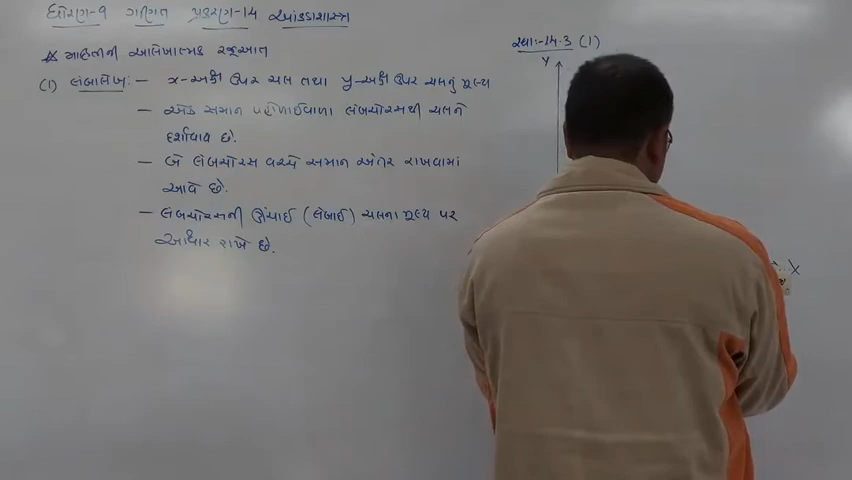 ધોરણ-૧ ગણિત પ્રકરણ-14 આંકડાશાસ્ત્ર
માહિતીની આલેખાત્મક રજૂઆત
(1) લંબાલેખ: - x-અક્ષ ઉપર ચલ તથા y-અક્ષ ઉપર ચલનું મૂલ્ય
- એક સમાન પહોળાઈવાળા લંબચોરસથી ચલને
દર્શાવાય છે.
- બે લંબચોરસ વચ્ચે સમાન અંતર રાખવામાં
આવે છે.
- લંબચોરસની ઊંચાઈ (લંબાઈ) ચલના મૂલ્ય પર
આધાર રાખે છે.
સ્વા:-14.3 (1)
Y
X